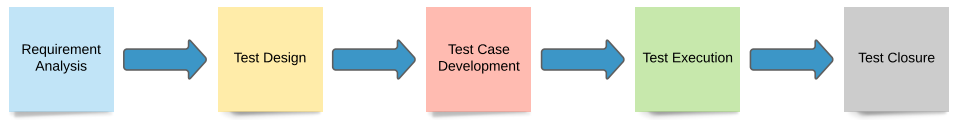 Requirement
Analysis
Test Design
Test Case
Development
Test Execution
Test Closure